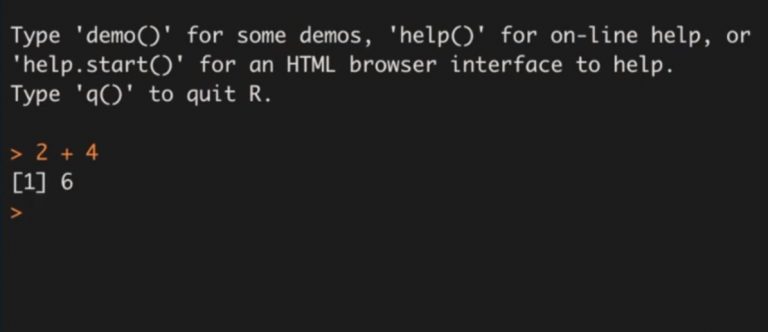 Type 'demo()' for some demos, 'help()' for on-line help, or
'help.start()' for an HTML browser interface to help.
Type 'q()' to quit R.
> 2 + 4
[1] 6
>